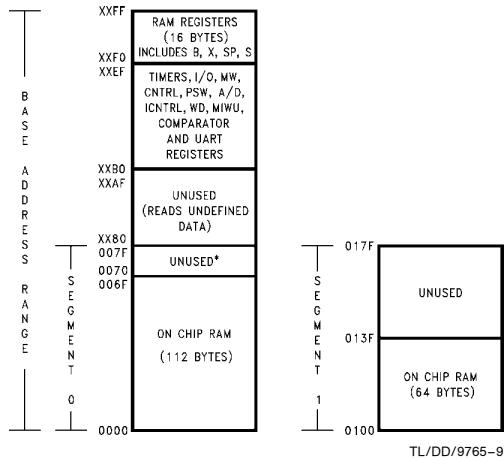 XXFF
RAM REGISTERS
(16 BYTES)
INCLUDES B, X, SP, S
XXF0
XXEF
TIMERS, I/O, MW,
CNTRL, PSW, A/D,
ICNTRL, WD, MIWU,
COMPARATOR
AND UART
REGISTERS
XXB0
XXAF
UNUSED
(READS UNDEFINED
DATA)
XX80
007F
UNUSED*
0070
006F
ON CHIP RAM
(112 BYTES)
0000
BASE ADDRESS RANGE
SEGMENT 0
017F
UNUSED
013F
ON CHIP RAM
(64 BYTES)
0100
SEGMENT 1
TL/DD/9765-9